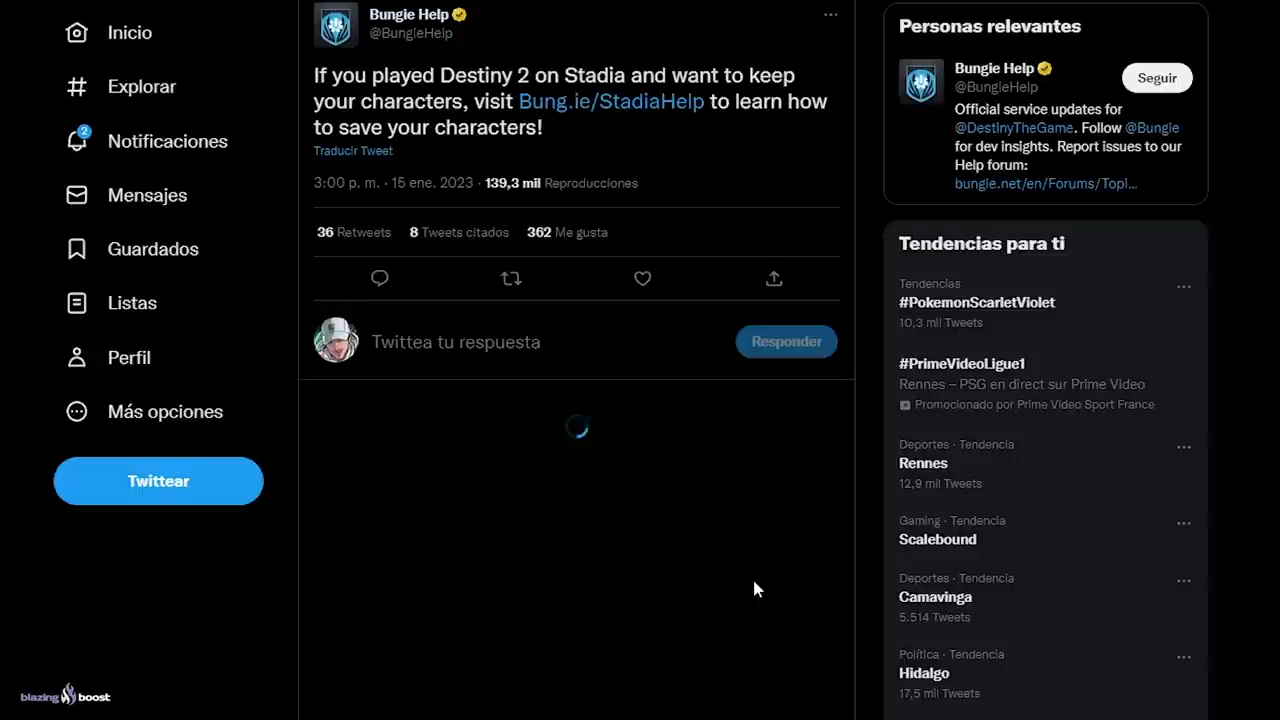 Inicio
Explorar
2
Notificaciones
Mensajes
Guardados
Listas
Perfil
Más opciones
Twittear
blazing boost
Bungie Help
@BungieHelp
If you played Destiny 2 on Stadia and want to keep
your characters, visit Bung.ie/StadiaHelp to learn how
to save your characters!
Traducir Tweet
3:00 p. m. · 15 ene. 2023 · 139,3 mil Reproducciones
36 Retweets 8 Tweets citados 362 Me gusta
Twittea tu respuesta
Responder
Personas relevantes
Bungie Help
@BungieHelp
Seguir
Official service updates for
@DestinyTheGame. Follow @Bungie
for dev insights. Report issues to our
Help forum:
bungie.net/en/Forums/Topi...
Tendencias para ti
Tendencias
#PokemonScarletViolet
10,3 mil Tweets
#PrimeVideoLigue1
Rennes – PSG en direct sur Prime Video
Promocionado por Prime Video Sport France
Deportes · Tendencia
Rennes
12,9 mil Tweets
Gaming · Tendencia
Scalebound
Deportes · Tendencia
Camavinga
5.514 Tweets
Política · Tendencia
Hidalgo
17,5 mil Tweets